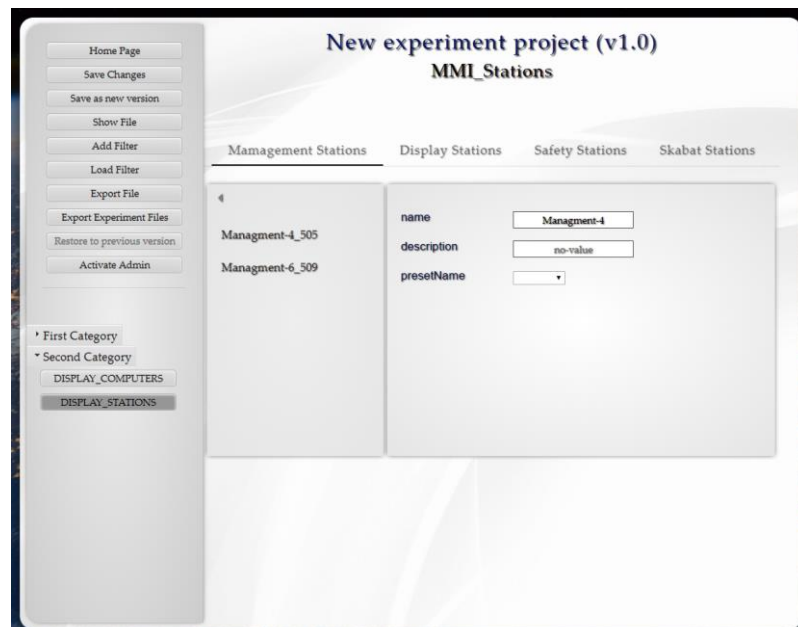 Home Page
Save Changes
Save as new version
Show File
Add Filter
Load Filter
Export File
Export Experiment Files
Restore to previous version
Activate Admin
First Category
Second Category
DISPLAY_COMPUTERS
DISPLAY_STATIONS
New experiment project (v1.0)
MMI_Stations
Mamagement Stations
Display Stations
Safety Stations
Skabat Stations
Managment-4_505
Managment-6_509
name
Managment-4
description
no-value
presetName